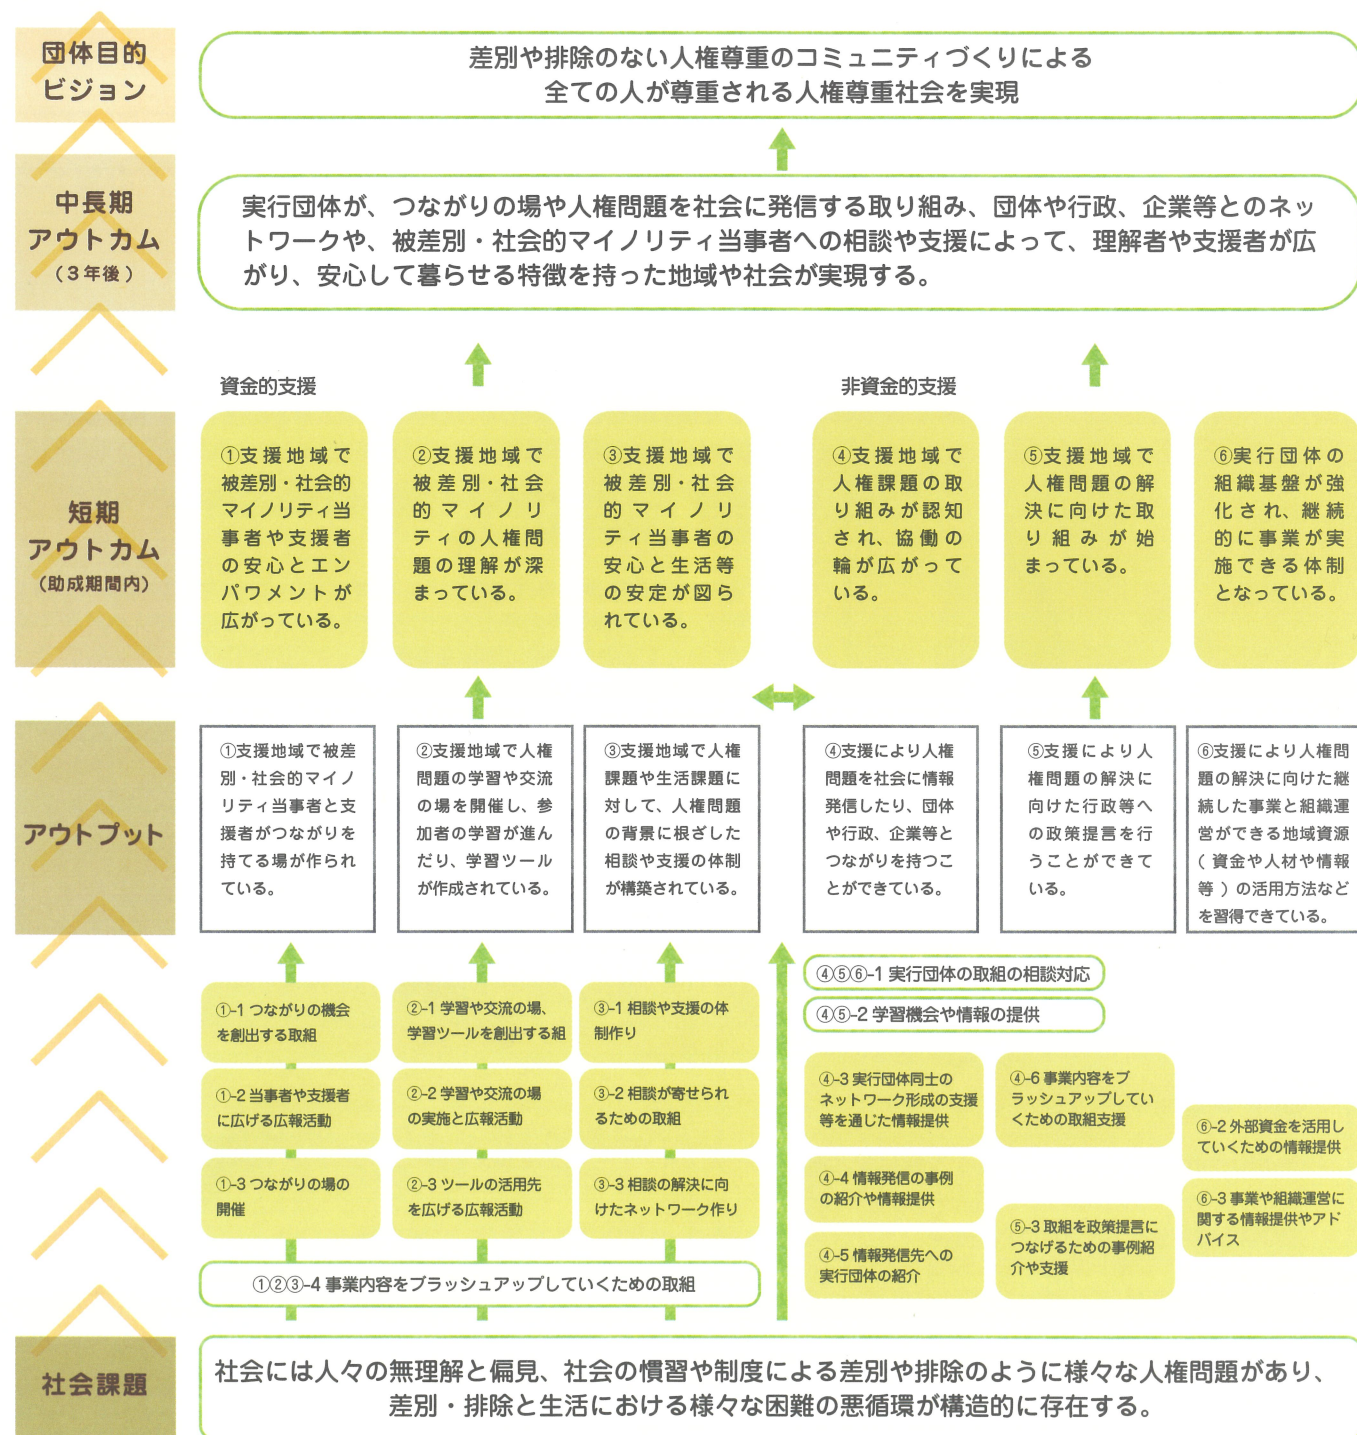 団体目的
ビジョン
差別や排除のない人権尊重のコミュニティづくりによる
全ての人が尊重される人権尊重社会を実現
中長期
アウトカム
（3年後）
実行団体が、つながりの場や人権問題を社会に発信する取り組み、団体や行政、企業等とのネッ
トワークや、被差別・社会的マイノリティ当事者への相談や支援によって、理解者や支援者が広
がり、安心して暮らせる特徴を持った地域や社会が実現する。
資金的支援
非資金的支援
短期
アウトカム
（助成期間内）
①支援地域で
被差別・社会的
マイノリティ当
事者や支援者
の安心とエン
パワメントが
広がっている。
②支援地域で
被差別・社会
的マイノリ
ティの人権問
題の理解が深
まっている。
③支援地域で
被差別・社会
的マイノリ
ティ当事者の
安心と生活等
の安定が図ら
れている。
④支援地域で
人権課題の取
り組みが認知
され、協働の
輪が広がって
いる。
⑤支援地域で
人権問題の解
決に向けた取
り組みが始
まっている。
⑥実行団体の
組織基盤が強
化され、継続
的に事業が実
施できる体制
となっている。
アウトプット
①支援地域で被差
別・社会的マイノ
リティ当事者と支
援者がつながりを
持てる場が作られ
ている。
②支援地域で人権
問題の学習や交流
の場を開催し、参
加者の学習が進ん
だり、学習ツール
が作成されている。
③支援地域で人権
課題や生活課題に
対して、人権問題
の背景に根ざした
相談や支援の体制
が構築されている。
④支援により人権
問題を社会に情報
発信したり、団体
や行政、企業等と
つながりを持つこ
とができている。
⑤支援により人
権問題の解決に
向けた行政等へ
の政策提言を行
うことができて
いる。
⑥支援により人権問
題の解決に向けた継
続した事業と組織運
営ができる地域資源
（資金や人材や情報
等）の活用方法など
を習得できている。
①-1 つながりの機会
を創出する取組
①-2 当事者や支援者
に広げる広報活動
①-3 つながりの場の
開催
②-1 学習や交流の場、
学習ツールを創出する組
②-2 学習や交流の場
の実施と広報活動
②-3 ツールの活用先
を広げる広報活動
③-1 相談や支援の体
制作り
③-2 相談が寄せられ
るための取組
③-3 相談の解決に向
けたネットワーク作り
①②③-4 事業内容をブラッシュアップしていくための取組
④⑤⑥-1 実行団体の取組の相談対応
④⑤-2 学習機会や情報の提供
④-3 実行団体同士の
ネットワーク形成の支援
等を通じた情報提供
④-4 情報発信の事例
の紹介や情報提供
④-5 情報発信先への
実行団体の紹介
④-6 事業内容をブ
ラッシュアップしてい
くための取組支援
⑤-3 取組を政策提言に
つなげるための事例紹
介や支援
⑥-2 外部資金を活用し
ていくための情報提供
⑥-3 事業や組織運営に
関する情報提供やアド
バイス
社会課題
社会には人々の無理解と偏見、社会の慣習や制度による差別や排除のように様々な人権問題があり、
差別・排除と生活における様々な困難の悪循環が構造的に存在する。